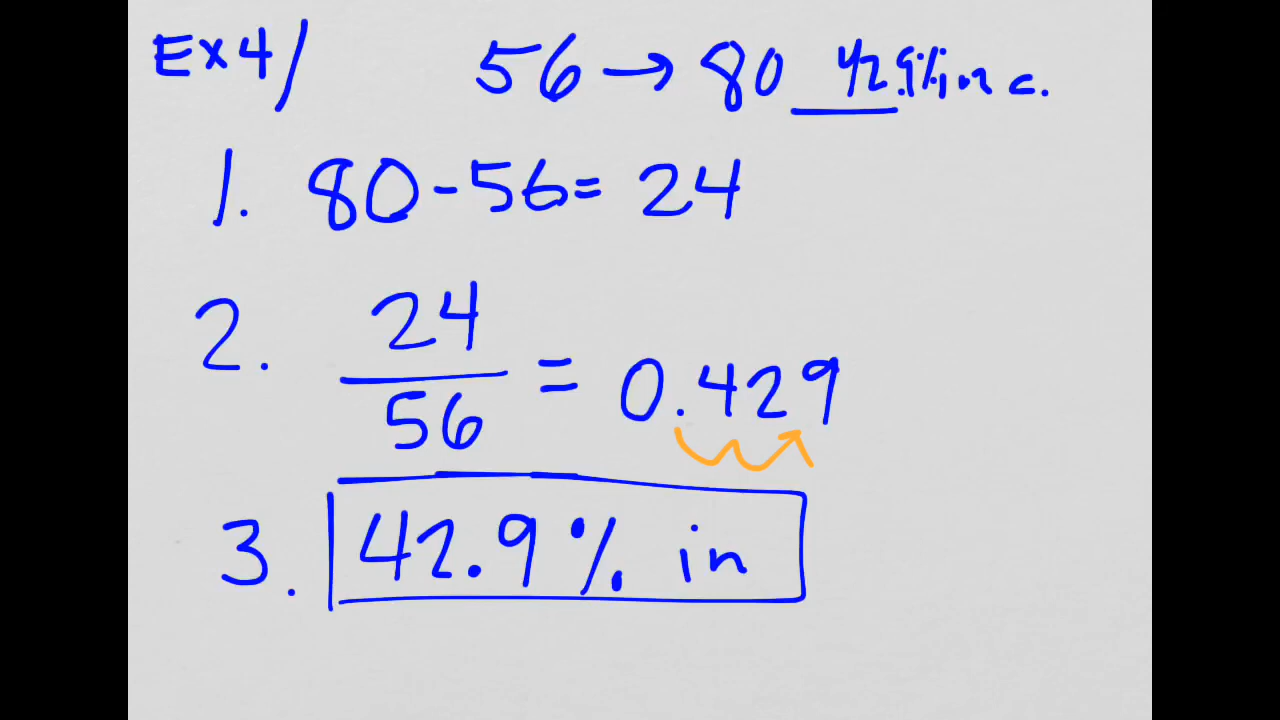 Ex4/ 56 → 80 42.9% inc.
1. 80-56= 24
2. 24/56 = 0.429
3. 42.9% in